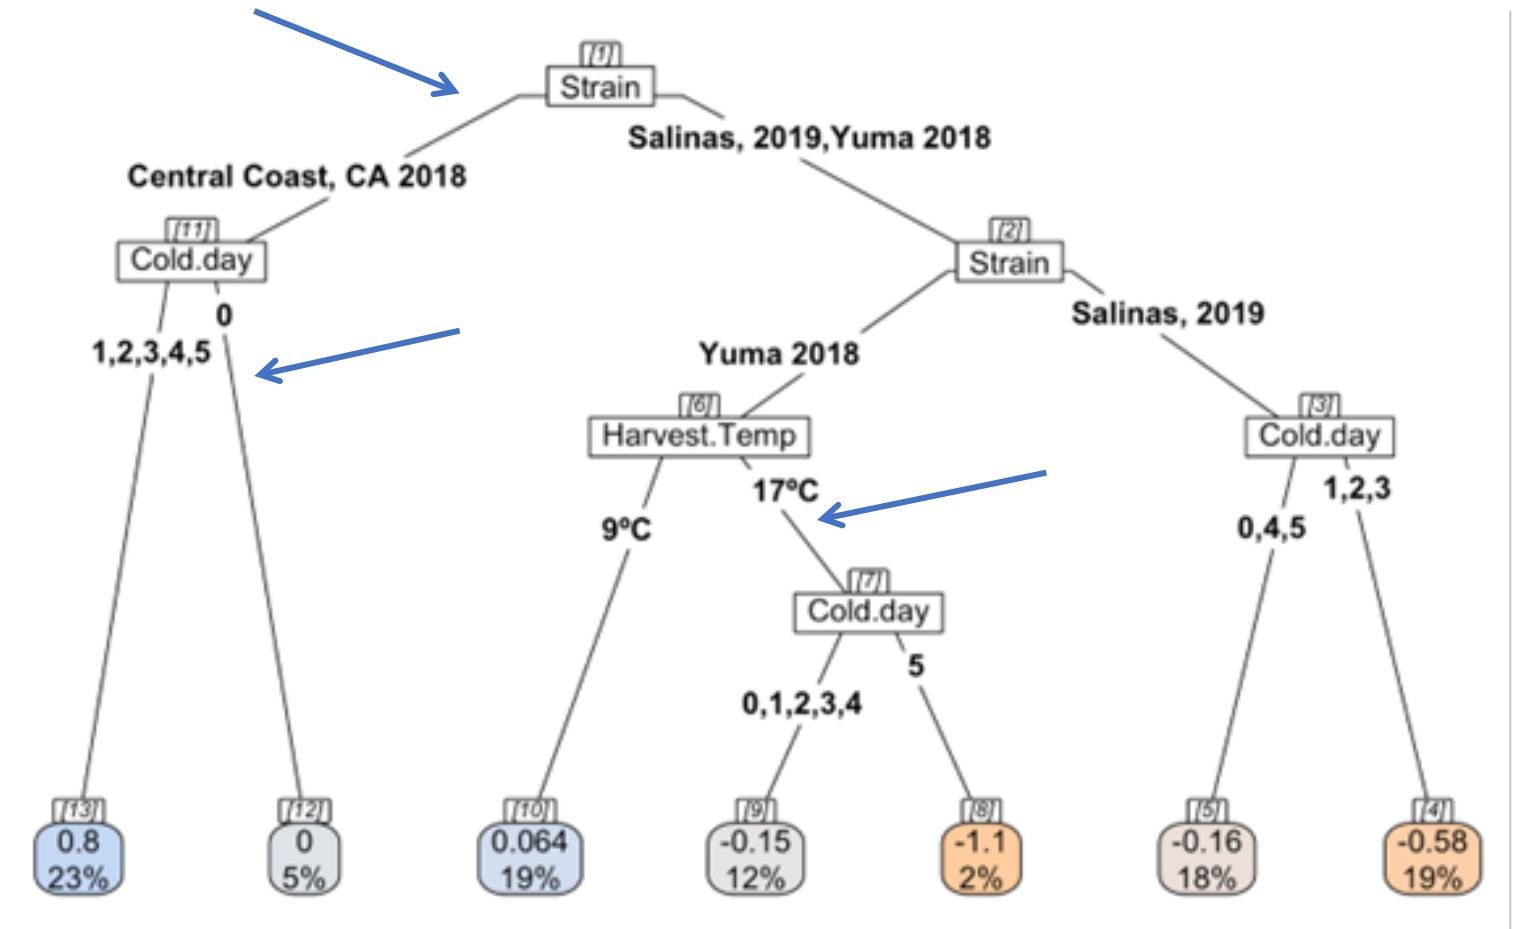 [1]
Strain
Salinas, 2019,Yuma 2018
Central Coast, CA 2018
[11]
Cold.day
[2]
Strain
0
1,2,3,4,5
Salinas, 2019
Yuma 2018
[6]
Harvest.Temp
[3]
Cold.day
17ºC
9ºC
1,2,3
0,4,5
[7]
Cold.day
5
0,1,2,3,4
[13]
0.8
23%
[12]
0
5%
[10]
0.064
19%
[9]
-0.15
12%
[8]
-1.1
2%
[5]
-0.16
18%
[4]
-0.58
19%